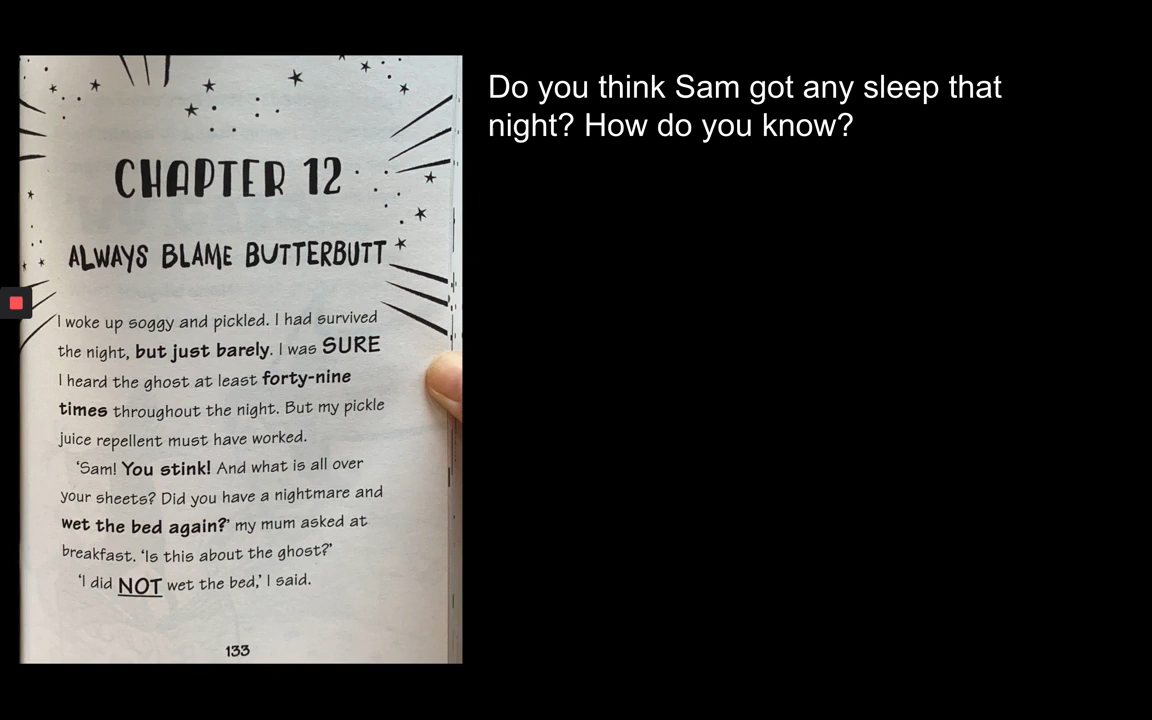 CHAPTER 12
ALWAYS BLAME BUTTERBUTT
I woke up soggy and pickled. I had survived
the night, but just barely. I was SURE
I heard the ghost at least forty-nine
times throughout the night. But my pickle
juice repellent must have worked.
‘Sam! You stink! And what is all over
your sheets? Did you have a nightmare and
wet the bed again?’ my mum asked at
breakfast. ‘Is this about the ghost?’
‘I did NOT wet the bed,’ I said.
133
Do you think Sam got any sleep that
night? How do you know?